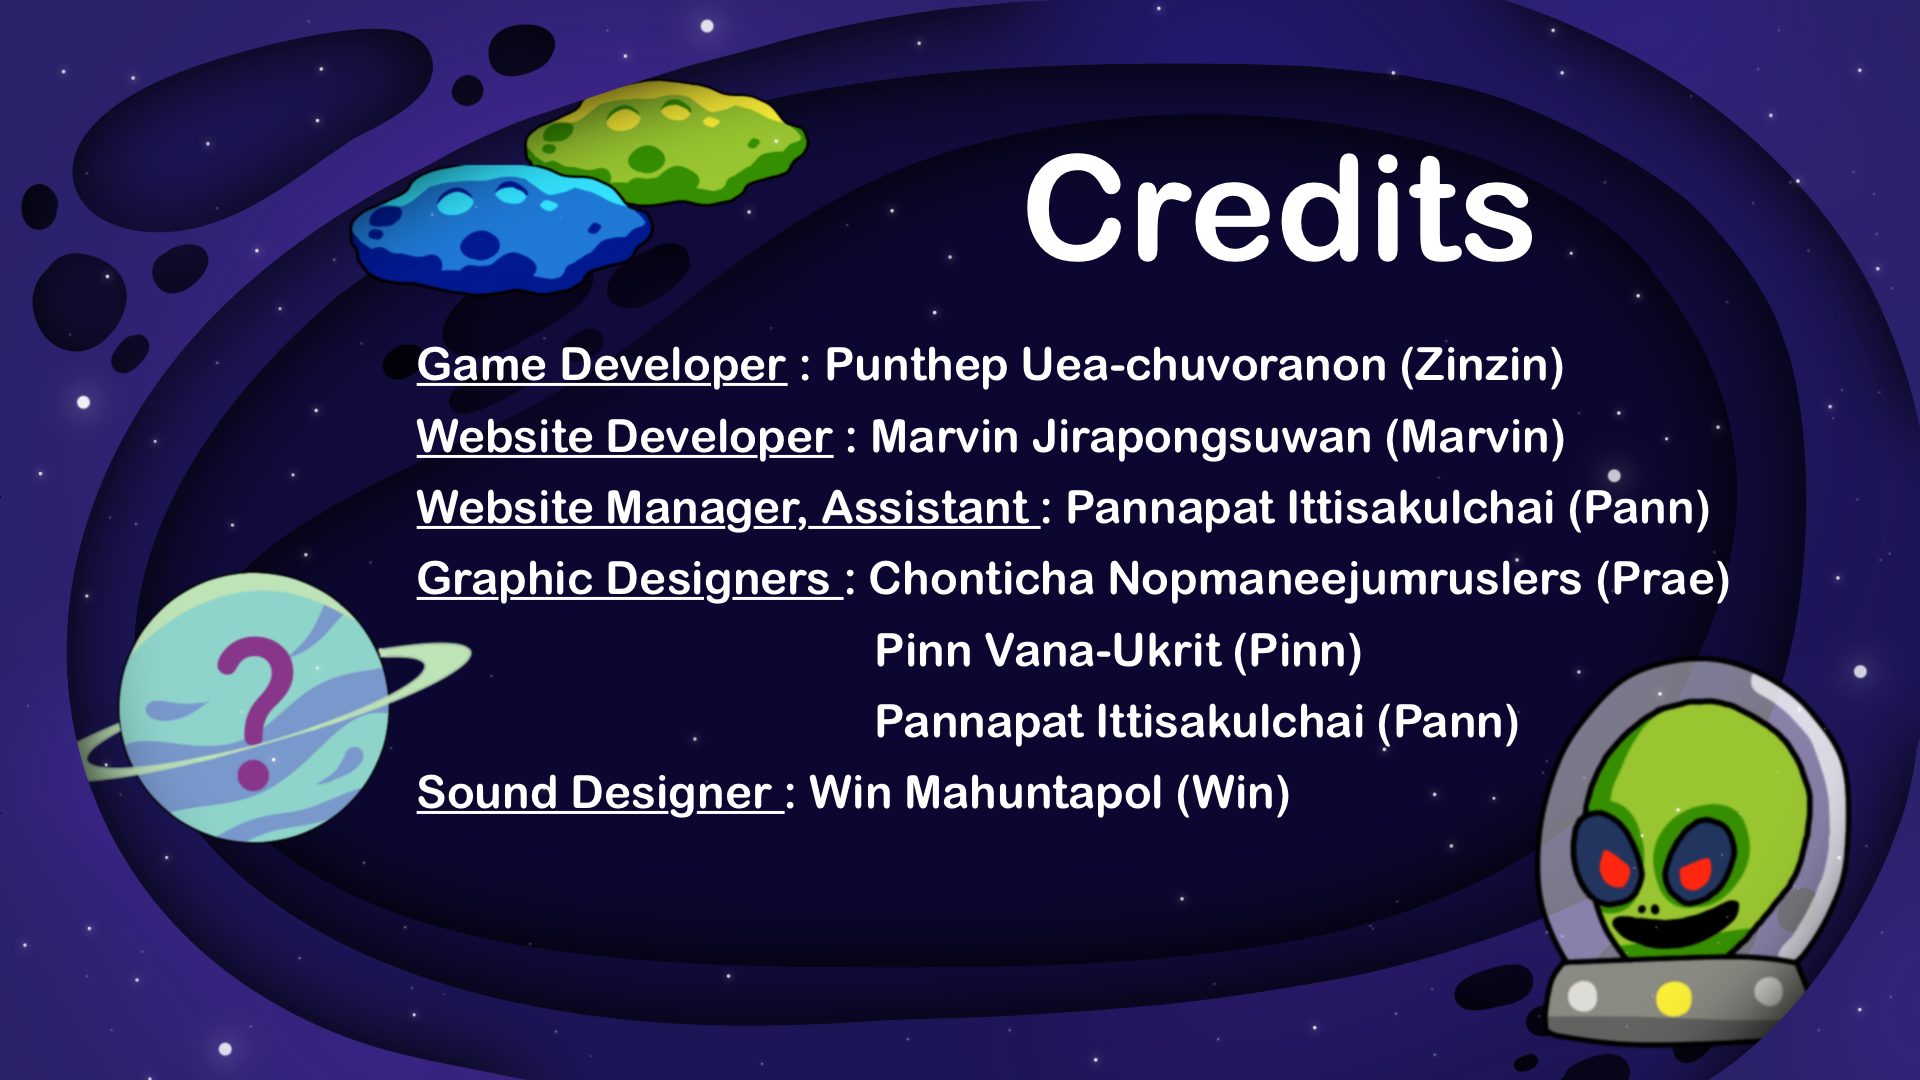 Credits
Game Developer : Punthep Uea-chuvoranon (Zinzin)
Website Developer : Marvin Jirapongsuwan (Marvin)
Website Manager, Assistant : Pannapat Ittisakulchai (Pann)
Graphic Designers : Chonticha Nopmaneejumruslers (Prae)
Pinn Vana-Ukrit (Pinn)
Pannapat Ittisakulchai (Pann)
Sound Designer : Win Mahuntapol (Win)
?